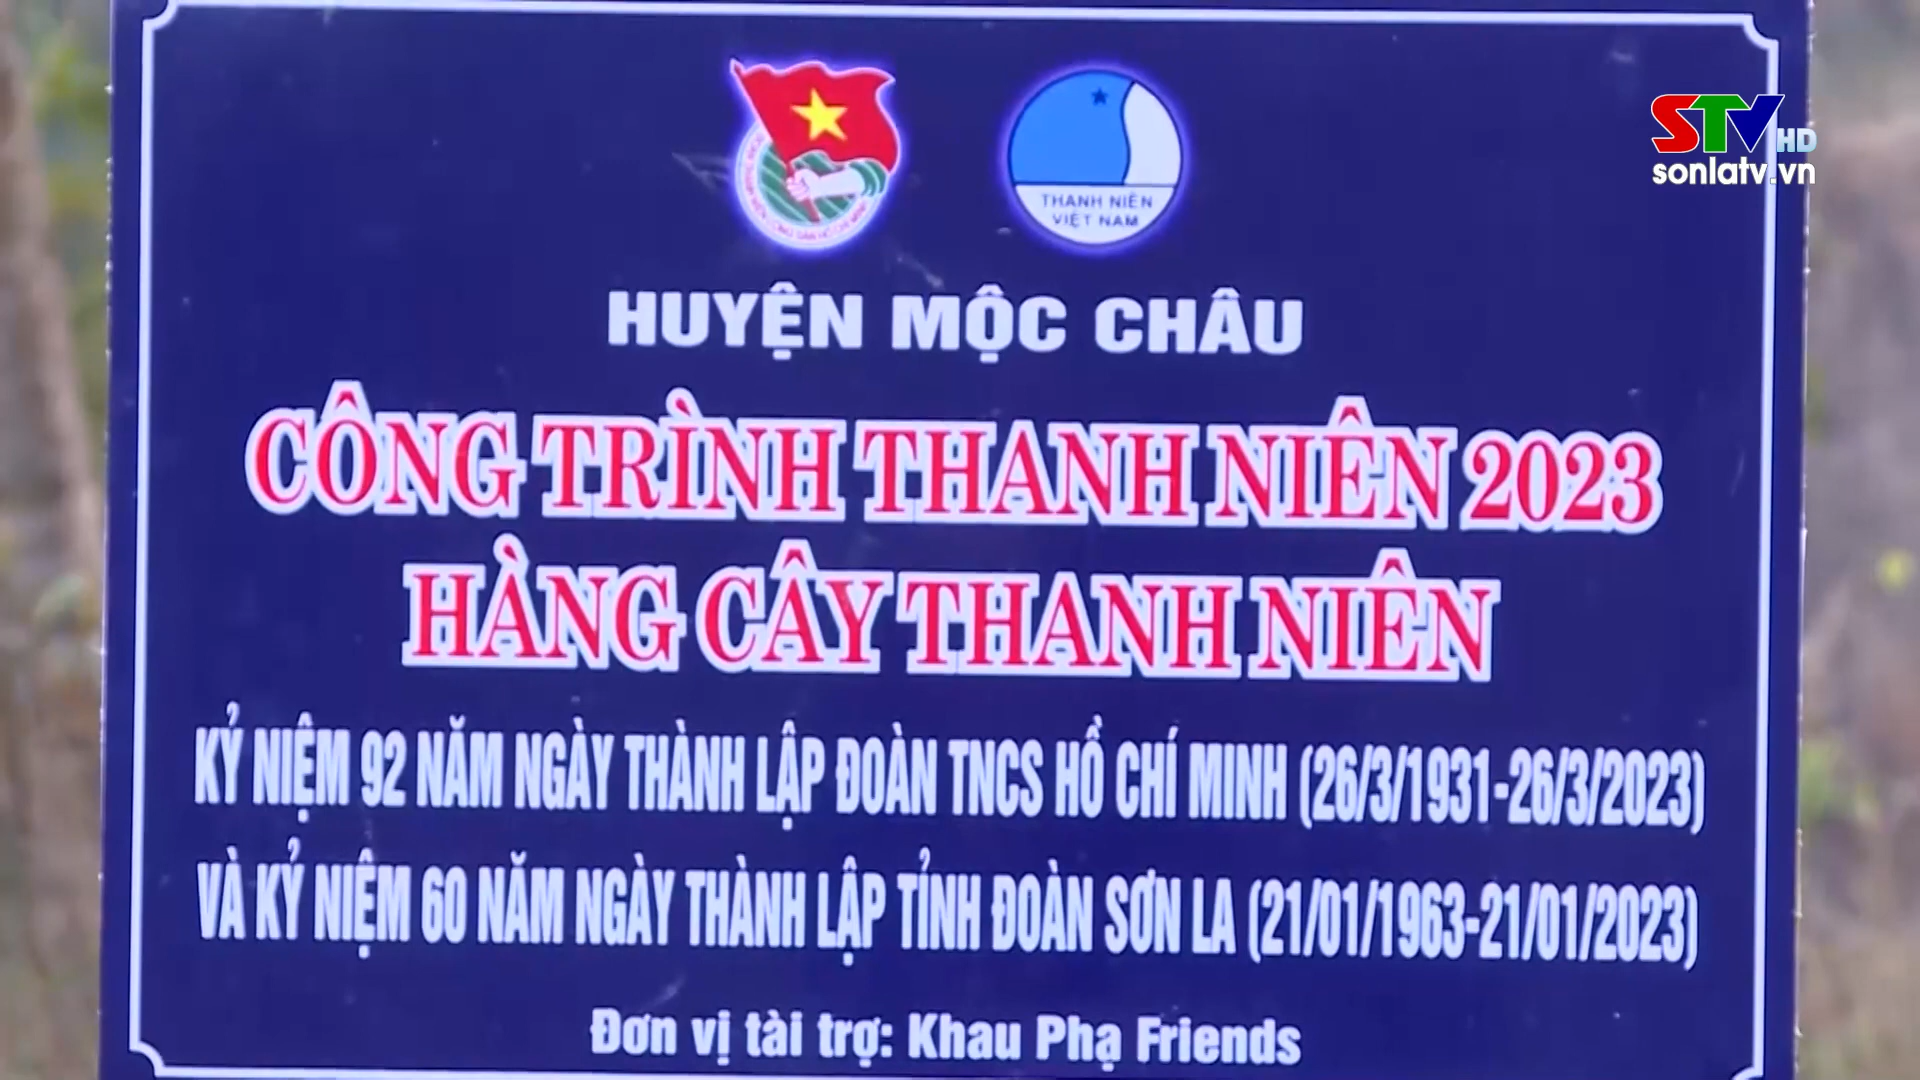 STV HD
sonlatv.vn
THANH NIÊN
VIỆT NAM
HUYỆN MỘC CHÂU
CÔNG TRÌNH THANH NIÊN 2023
HÀNG CÂY THANH NIÊN
KỶ NIỆM 92 NĂM NGÀY THÀNH LẬP ĐOÀN TNCS HỒ CHÍ MINH (26/3/1931-26/3/2023)
VÀ KỶ NIỆM 60 NĂM NGÀY THÀNH LẬP TỈNH ĐOÀN SƠN LA (21/01/1963-21/01/2023)
Đơn vị tài trợ: Khau Phạ Friends